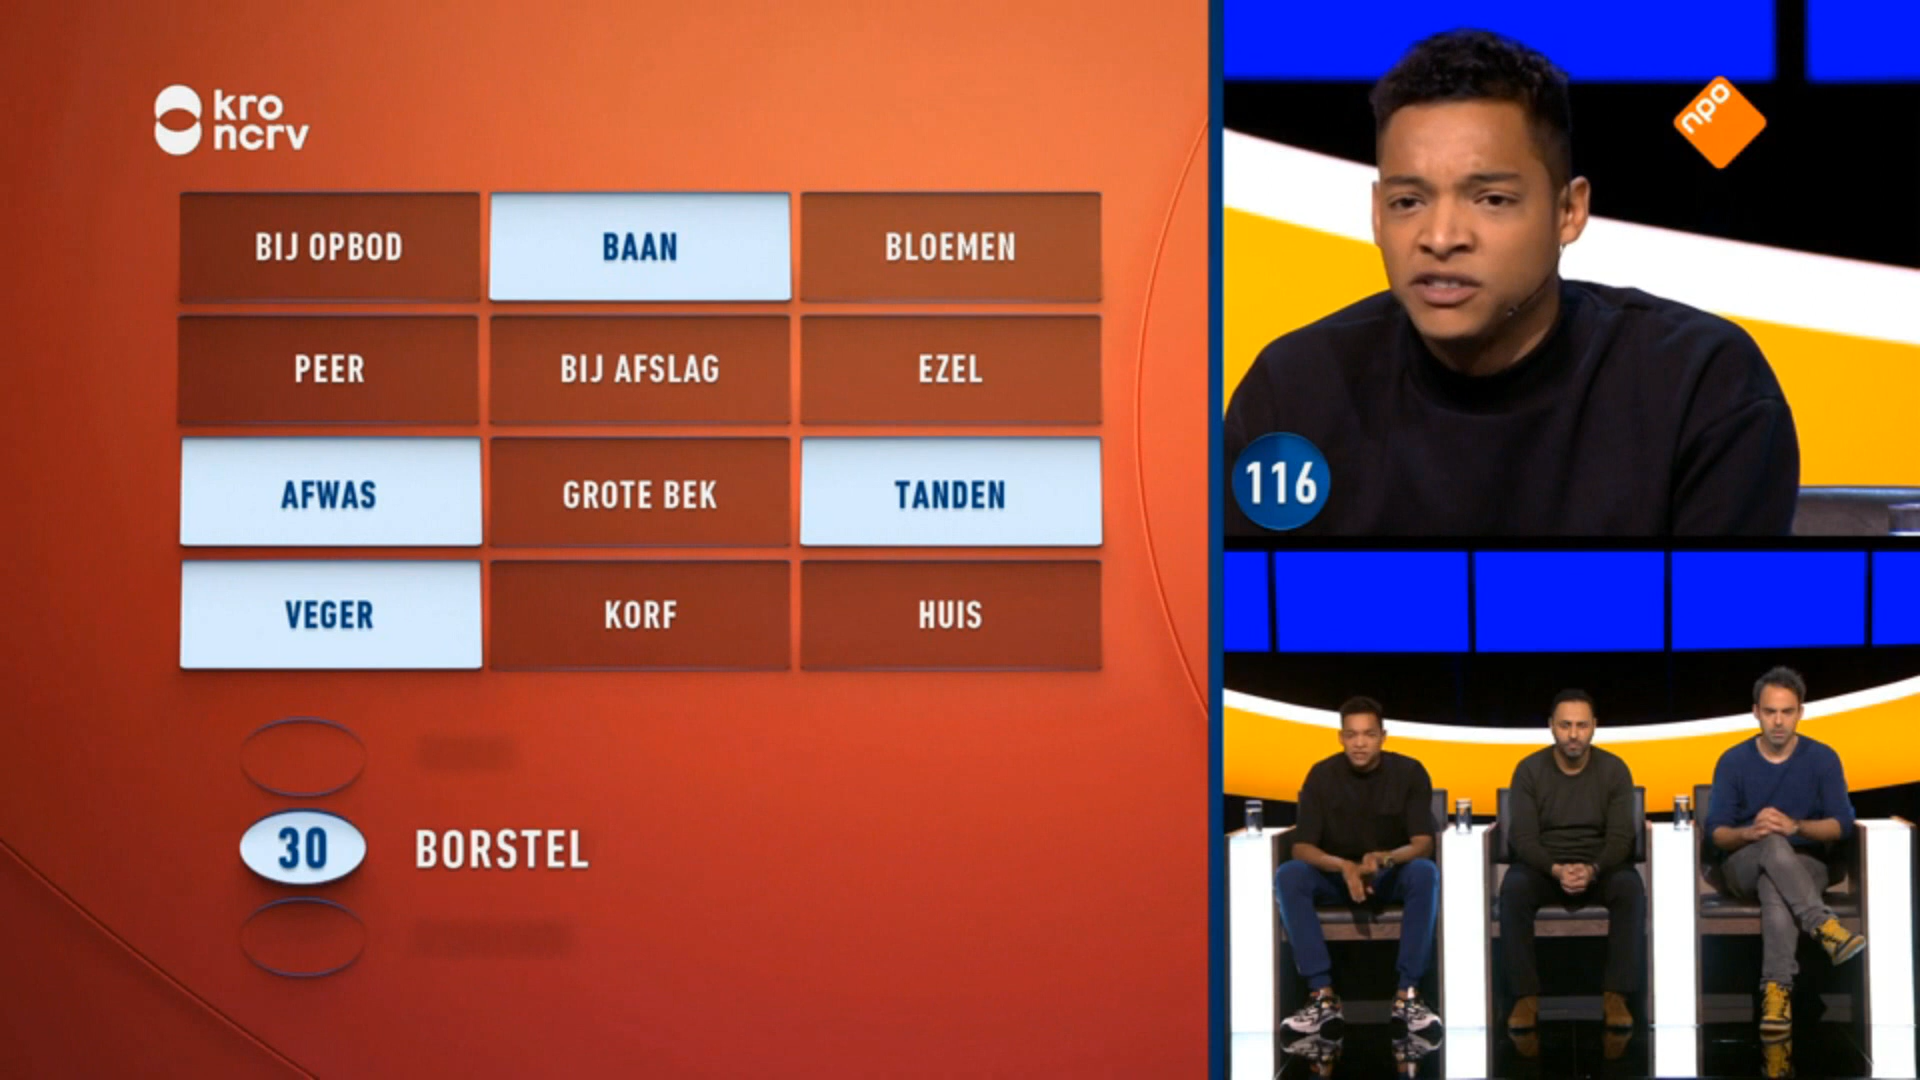 kro
ncrv
BIJ OPBOD
BAAN
BLOEMEN
PEER
BIJ AFSLAG
EZEL
AFWAS
GROTE BEK
TANDEN
VEGER
KORF
HUIS
30 BORSTEL
npo
116